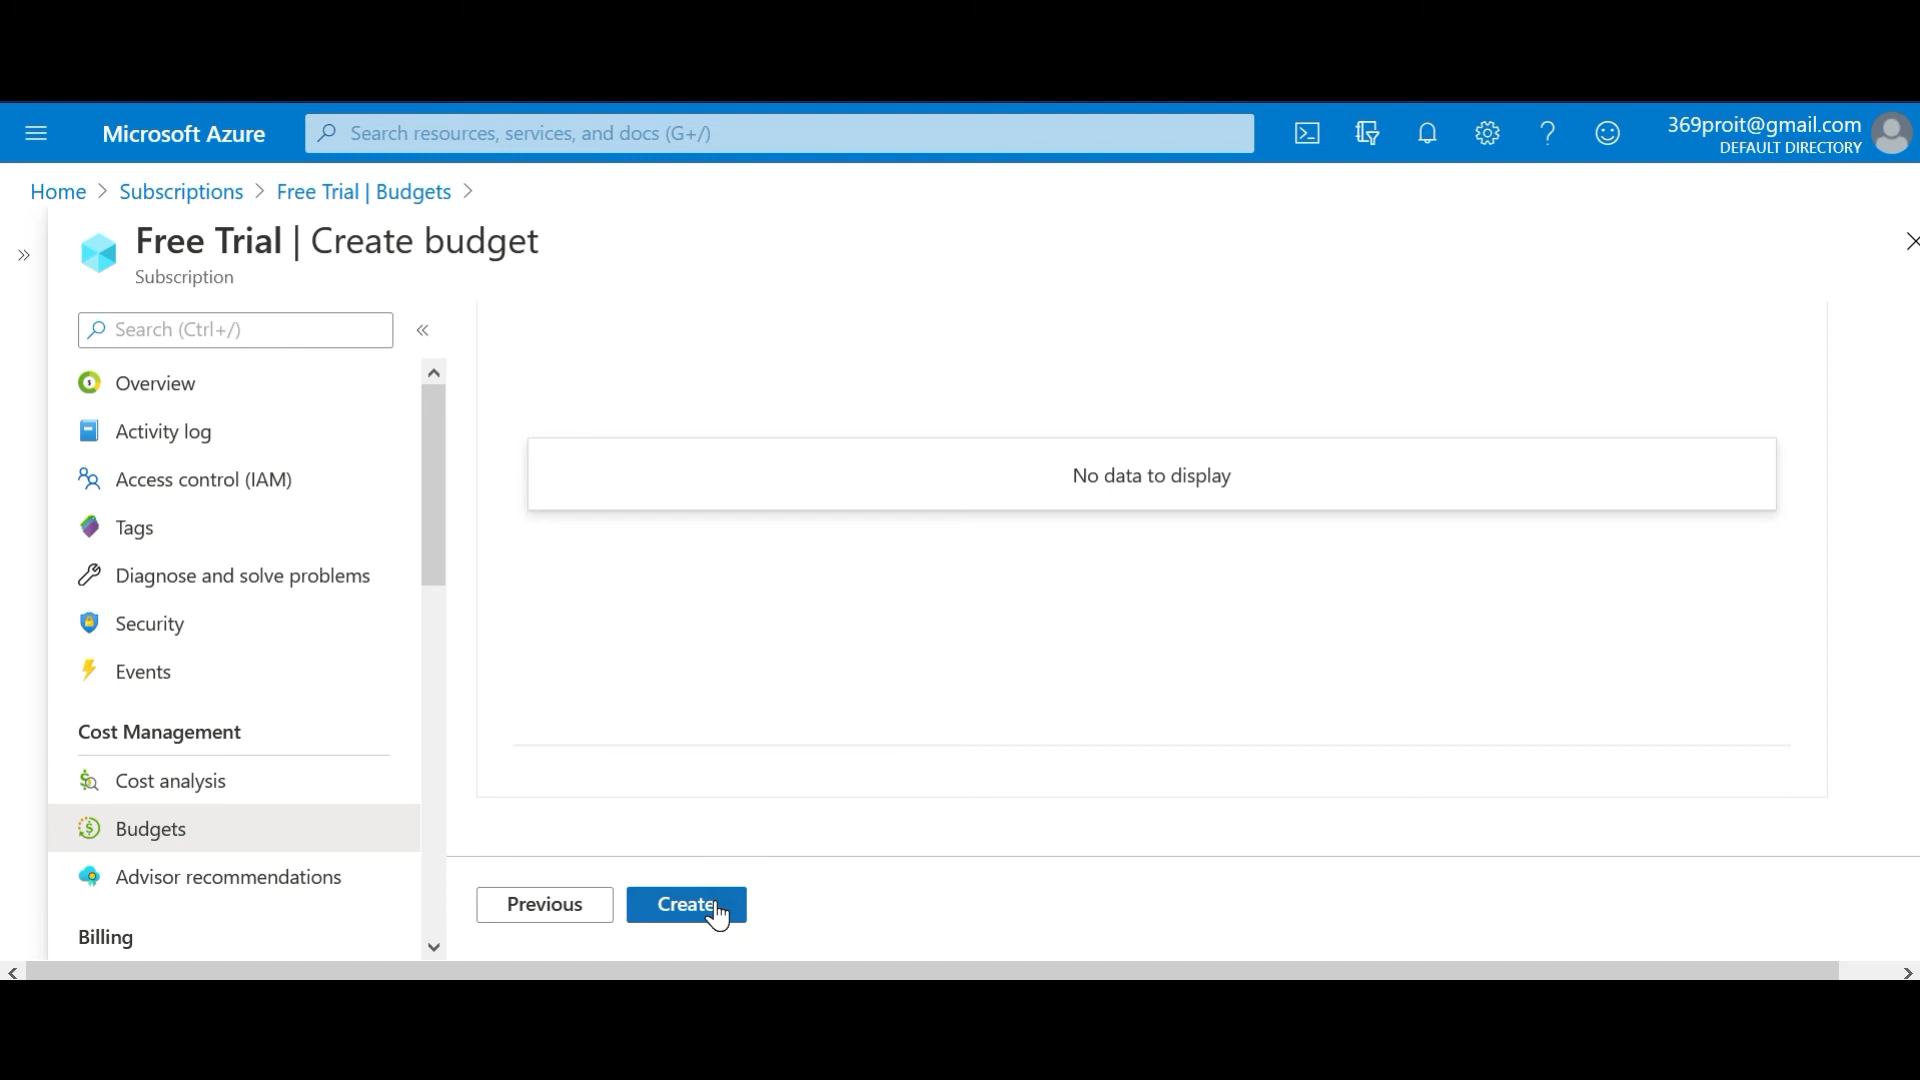 Microsoft Azure
Search resources, services, and docs (G+/)
369proit@gmail.com
DEFAULT DIRECTORY
Home > Subscriptions > Free Trial | Budgets >
Free Trial | Create budget
Subscription
Search (Ctrl+/)
Overview
Activity log
Access control (IAM)
Tags
Diagnose and solve problems
Security
Events
Cost Management
Cost analysis
Budgets
Advisor recommendations
Billing
No data to display
Previous
Create